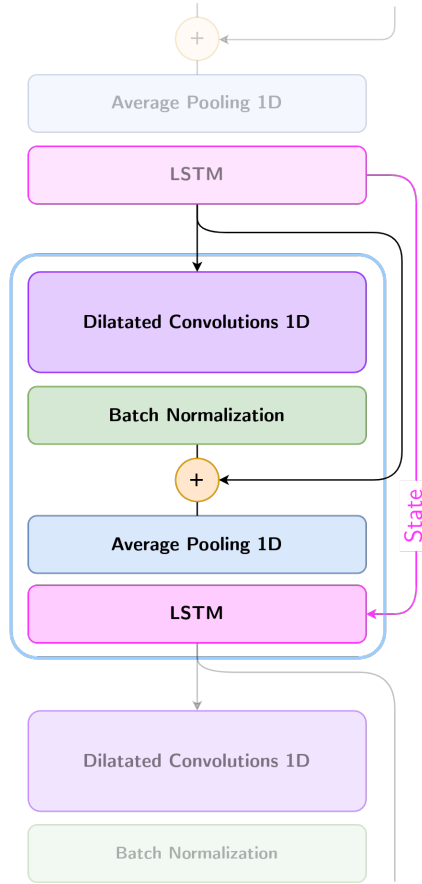 +
Average Pooling 1D
LSTM
Dilatated Convolutions 1D
Batch Normalization
+
State
Average Pooling 1D
LSTM
Dilatated Convolutions 1D
Batch Normalization